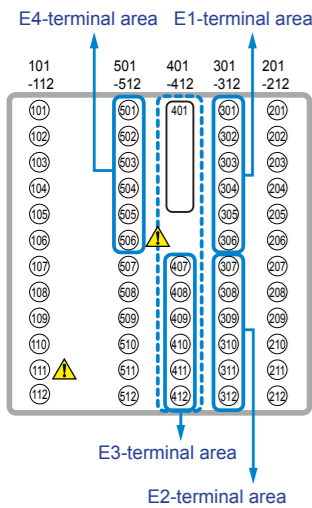 E4-terminal area E1-terminal area
101 501 401 301 201
-112 -512 -412 -312 -212
101 501 401 301 201
102 502 302 202
103 503 303 203
104 504 304 204
105 505 305 205
106 506 ! 306 206
107 507 407 307 207
108 508 408 308 208
109 509 409 309 209
110 510 410 310 210
111 ! 511 411 311 211
112 512 412 312 212
E3-terminal area
E2-terminal area